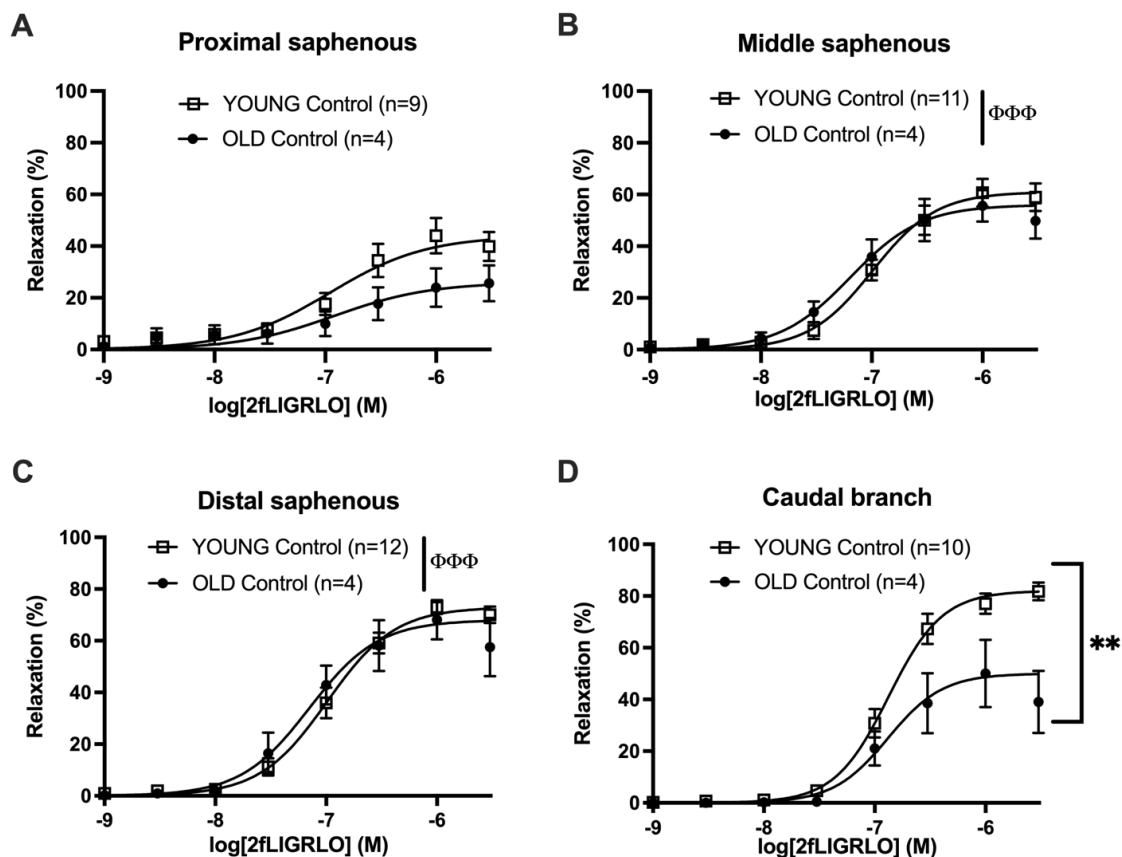 A
Proximal saphenous
100
80
60
40
20
0
Relaxation (%)
YOUNG Control (n=9)
OLD Control (n=4)
-9
-8
-7
-6
log[2fLIGRLO] (M)
B
Middle saphenous
100
80
60
40
20
0
Relaxation (%)
YOUNG Control (n=11)
OLD Control (n=4)
ΦΦΦ
-9
-8
-7
-6
log[2fLIGRLO] (M)
C
Distal saphenous
100
80
60
40
20
0
Relaxation (%)
YOUNG Control (n=12)
OLD Control (n=4)
ΦΦΦ
-9
-8
-7
-6
log[2fLIGRLO] (M)
D
Caudal branch
100
80
60
40
20
0
Relaxation (%)
YOUNG Control (n=10)
OLD Control (n=4)
**
-9
-8
-7
-6
log[2fLIGRLO] (M)